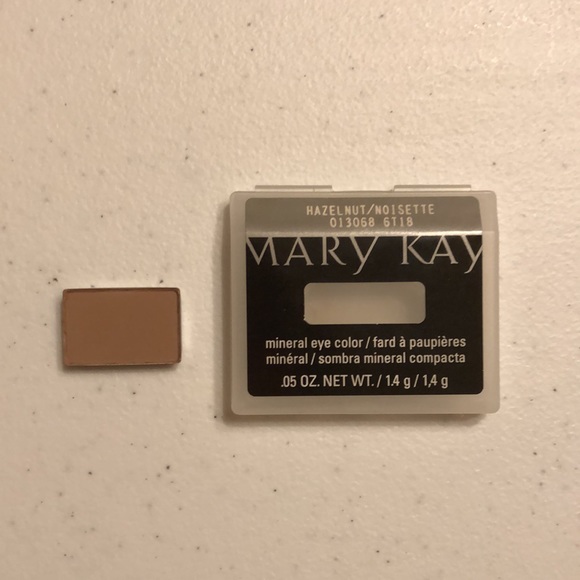 HAZELNUT/NOISETTE
013068 6T18
MARY KAY
mineral eye color / fard à paupières
minéral / sombra mineral compacta
.05 OZ. NET WT. / 1.4 g / 1,4 g